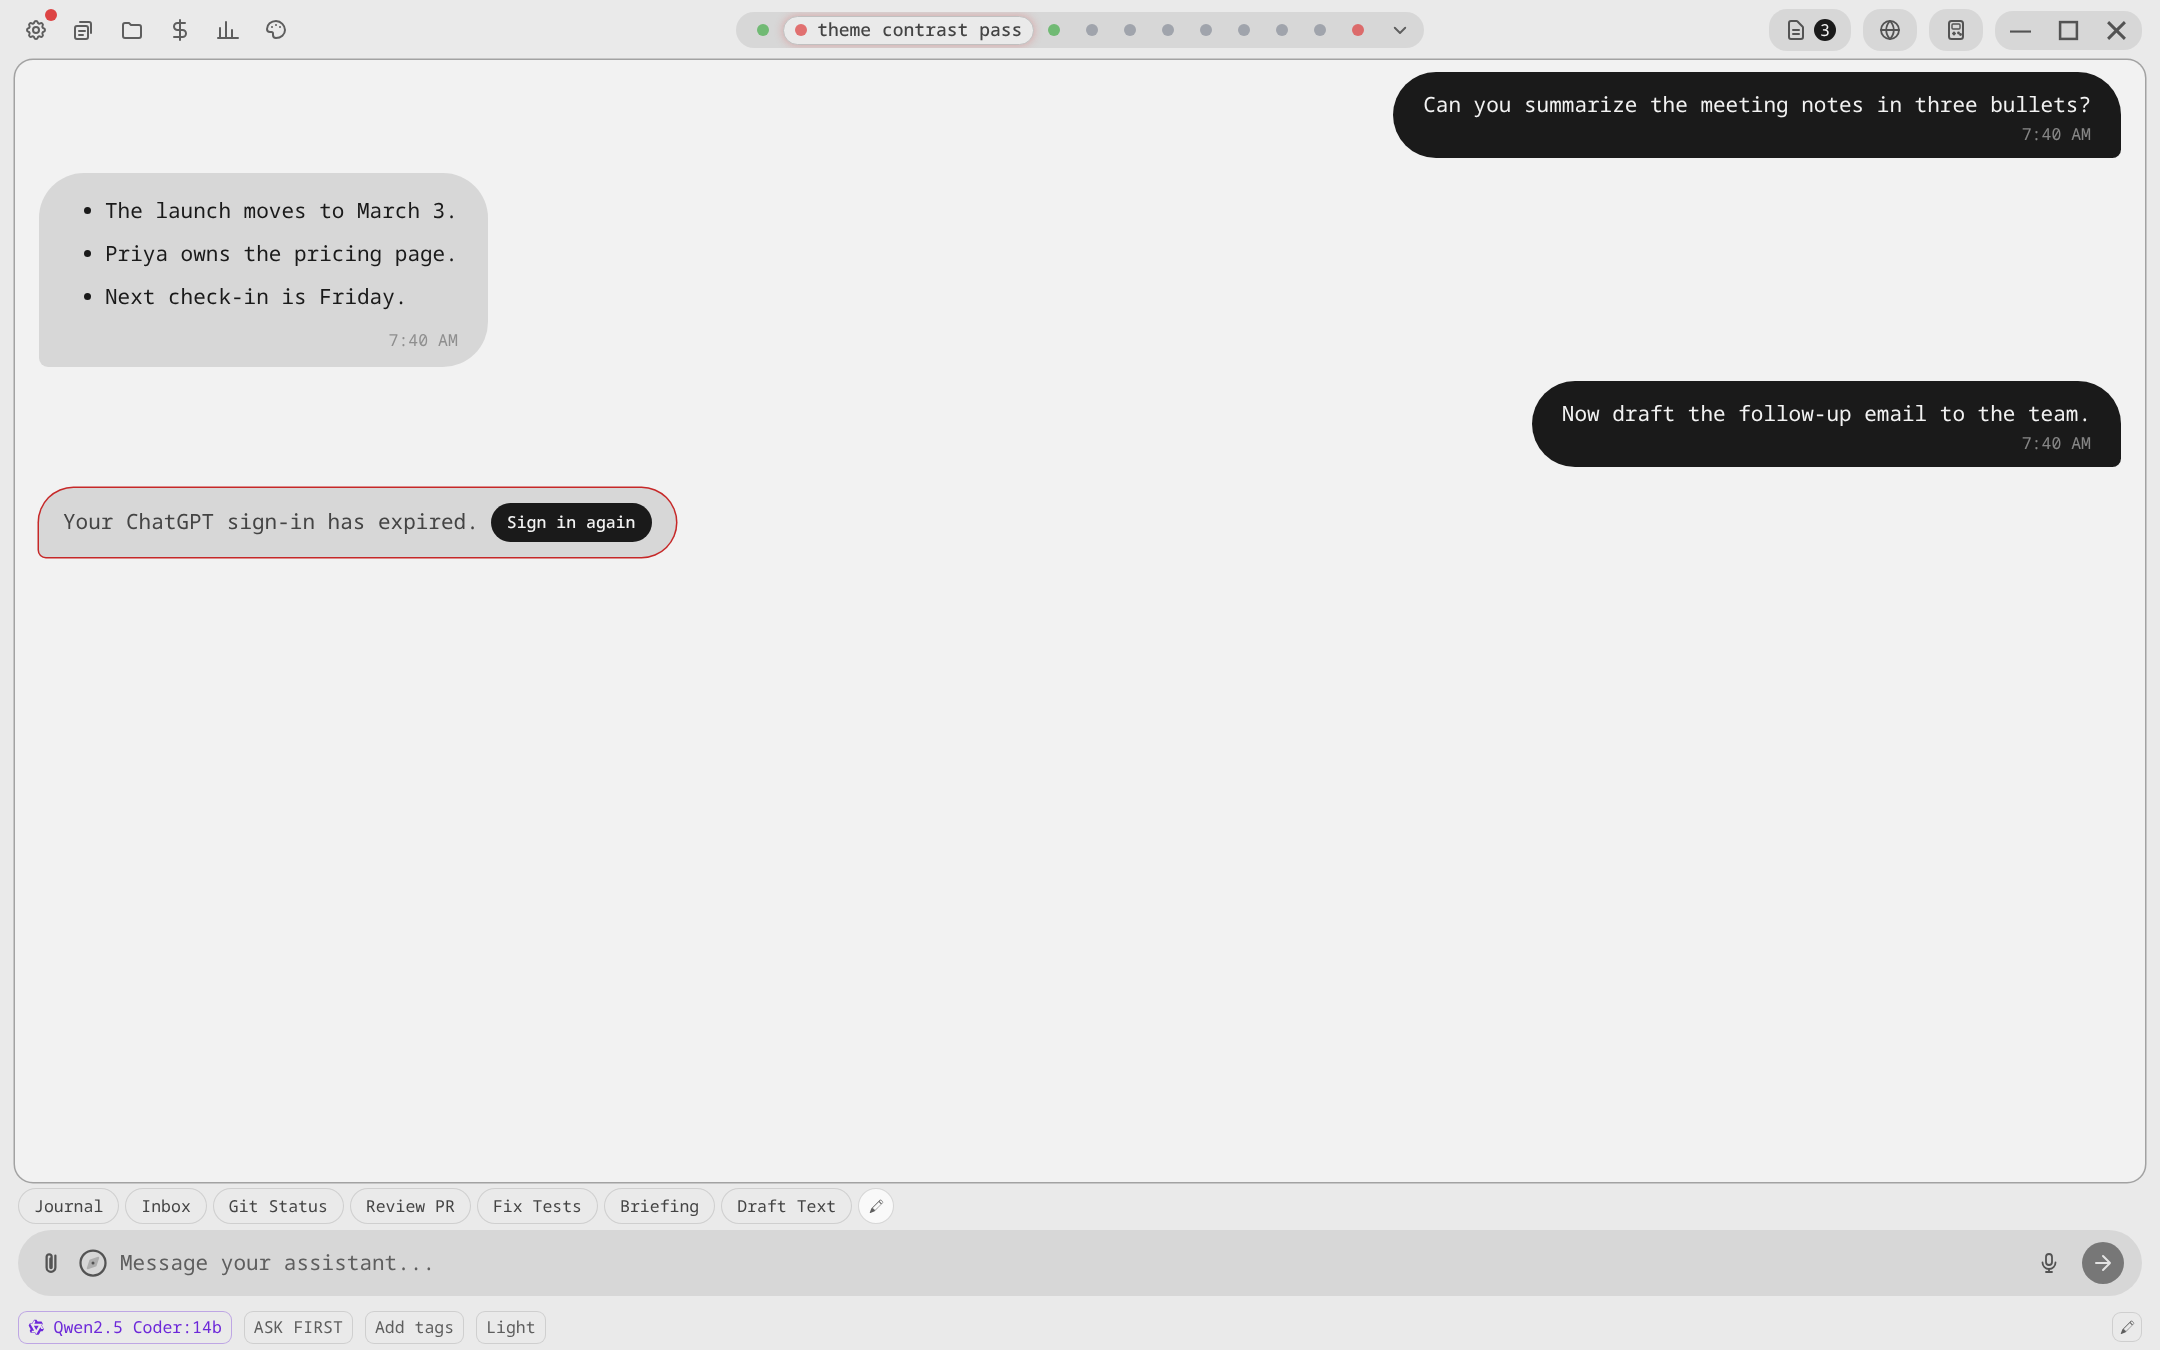 theme contrast pass
3
Can you summarize the meeting notes in three bullets?
7:40 AM
• The launch moves to March 3.
• Priya owns the pricing page.
• Next check-in is Friday.
7:40 AM
Now draft the follow-up email to the team.
7:40 AM
Your ChatGPT sign-in has expired. Sign in again
Journal Inbox Git Status Review PR Fix Tests Briefing Draft Text
Message your assistant...
Qwen2.5 Coder:14b ASK FIRST Add tags Light